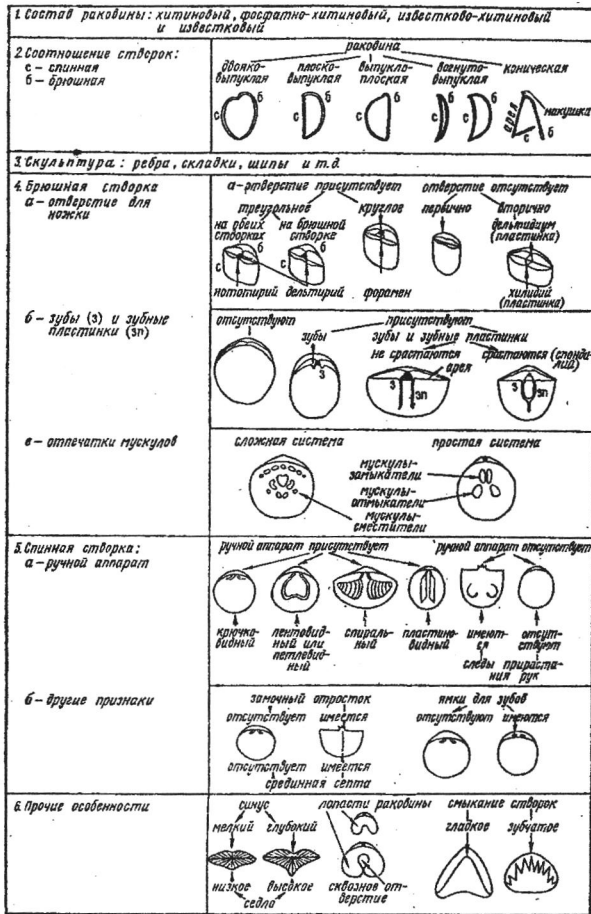 1. Состав раковины: хитиновый, фосфатно-хитиновый, известково-хитиновый
и известковый
2. Соотношение створок:
с – спинная
б – брюшная
раковина
двояко-
выпуклая
плоско-
выпуклая
выпукло-
плоская
вогнуто-
выпуклая
коническая
с б
с б
с б
с б
с б
арея
макушка
с б
3. Скульптура: ребра, складки, шипы и т.д.
4. Брюшная створка
а – отверстие для
ножки
а – отверстие присутствует
отверстие отсутствует
треугольное
круглое
первично
вторично
на обеих
створках
на брюшной
створке
дельтидиум
(пластинка)
с б
с б
нототирий
дельтирий
форамен
хилидий
(пластинка)
б – зубы (з) и зубные
пластинки (зп)
отсутствуют
присутствуют
зубы
зубы и зубные пластинки
не срастаются
срастаются (спонди-
лий)
арея
з
з зп
з зп
в – отпечатки мускулов
сложная система
простая система
мускулы-
замыкатели
мускулы-
отмыкатели
мускулы-
сместители
5. Спинная створка:
а – ручной аппарат
ручной аппарат присутствует
ручной аппарат отсутствует
крючко-
видный
лентовид-
ный или
петлевид-
ный
спираль-
ный
пластино-
видный
имеют-
ся
отсут-
ствуют
следы прираста-
ния рук
б – другие признаки
замочный отросток
отсутствует
имеется
отсутствует
имеется
срединная септа
ямки для зубов
отсутствуют
имеются
6. Прочие особенности
синус
мелкий
глубокий
низкое
высокое
седло
лопасти раковины
сквозное от-
верстие
смыкание створок
гладкое
зубчатое